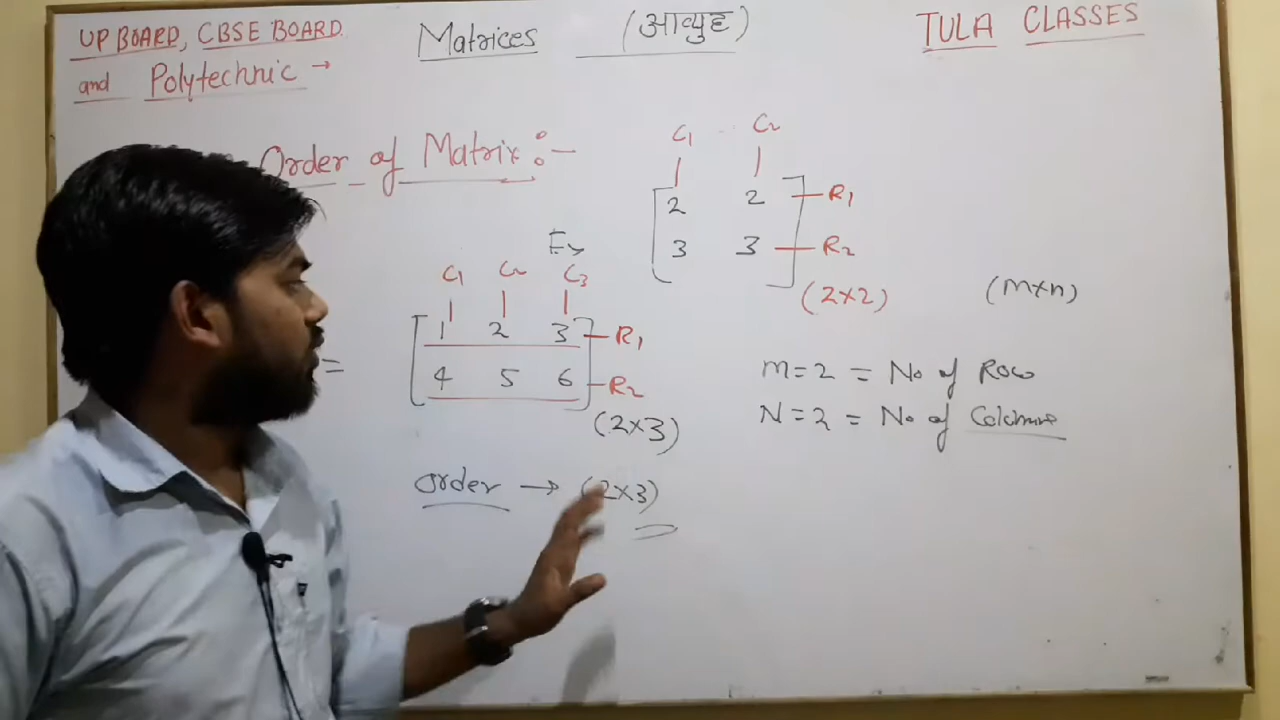 UP BOARD, CBSE BOARD.
and Polytechnic →
Matrices (आव्यूह)
TULA CLASSES
Order of Matrix :-
C₁ C₂
2 2 R₁
3 3 R₂
(2×2)
(m×n)
Ex
C₁ C₂ C₃
= 1 2 3 R₁
4 5 6 R₂
(2×3)
Order → (2×3)
m=2 = No of Row
N=2 = No of